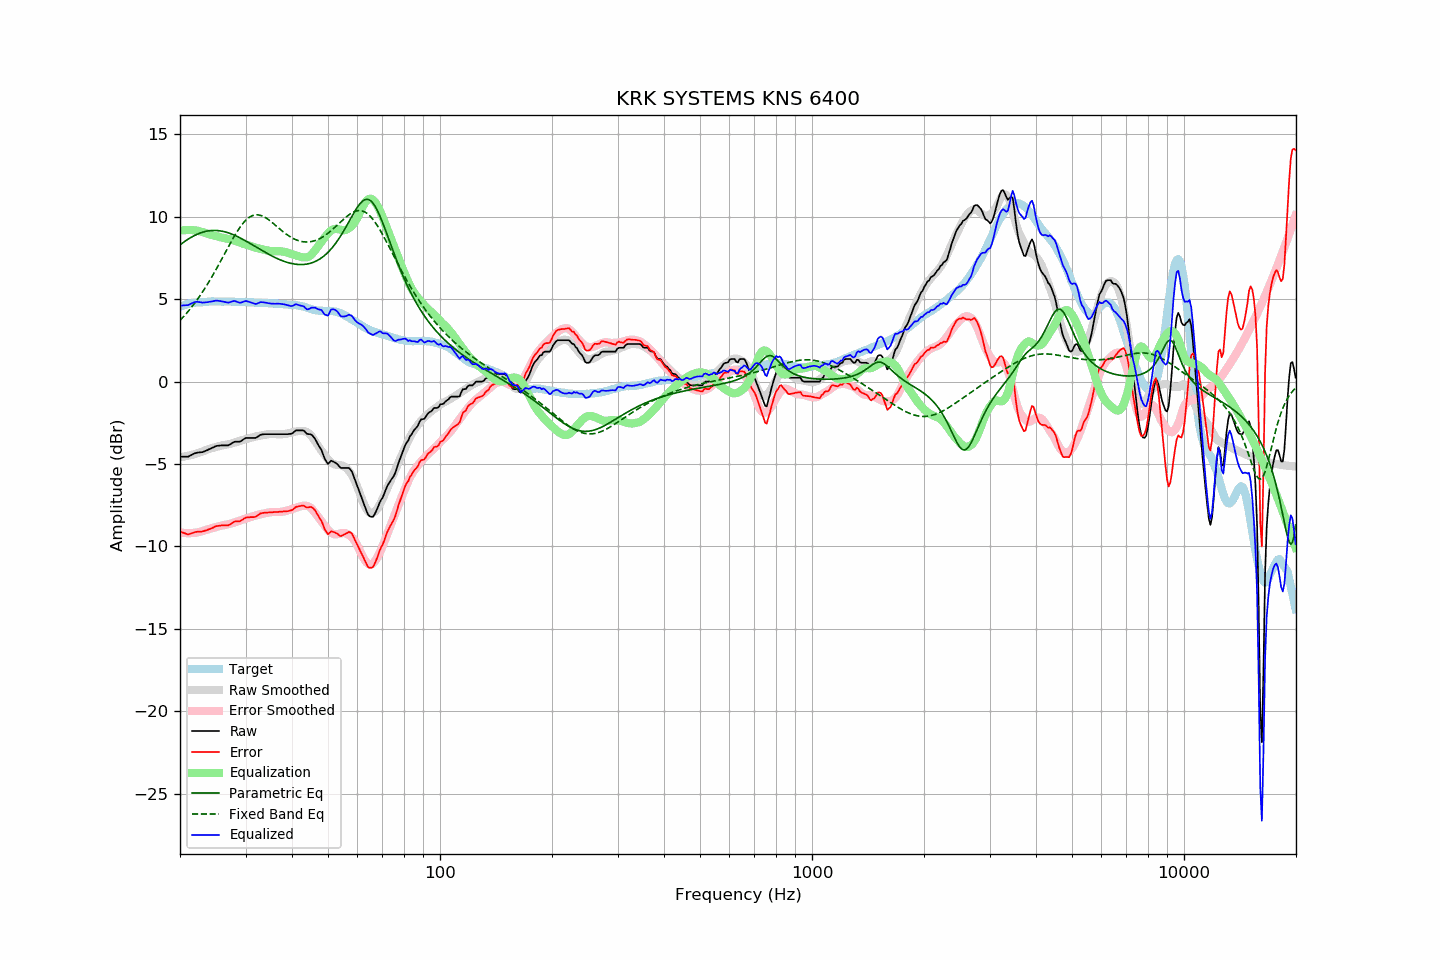 KRK SYSTEMS KNS 6400
15
10
5
0
−5
−10
−15
−20
−25
Amplitude (dBr)
Target
Raw Smoothed
Error Smoothed
Raw
Error
Equalization
Parametric Eq
Fixed Band Eq
Equalized
100
1000
10000
Frequency (Hz)